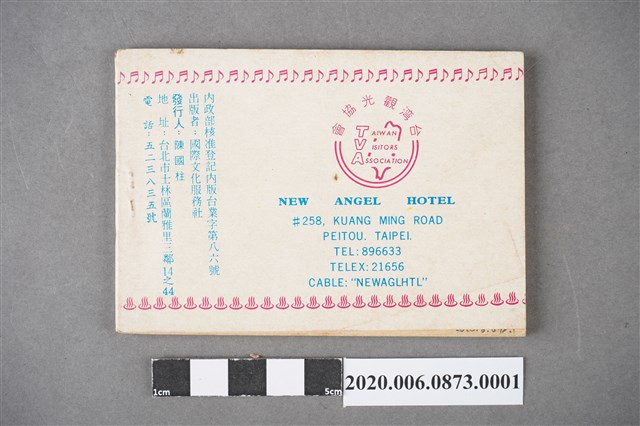 台灣觀光協會
TVA
TAIWAN
VISITORS
ASSOCIATION
NEW ANGEL HOTEL
#258, KUANG MING ROAD
PEITOU. TAIPEI.
TEL: 896633
TELEX: 21656
CABLE: "NEWAGLHTL"
內政部核准登記內版台業字第八六號
出版者：國際文化服務社
發行人：陳國柱
地址：台北市士林區蘭雅里三鄰14之44
電話：五二三八三五號
1cm
5cm
2020.006.0873.0001